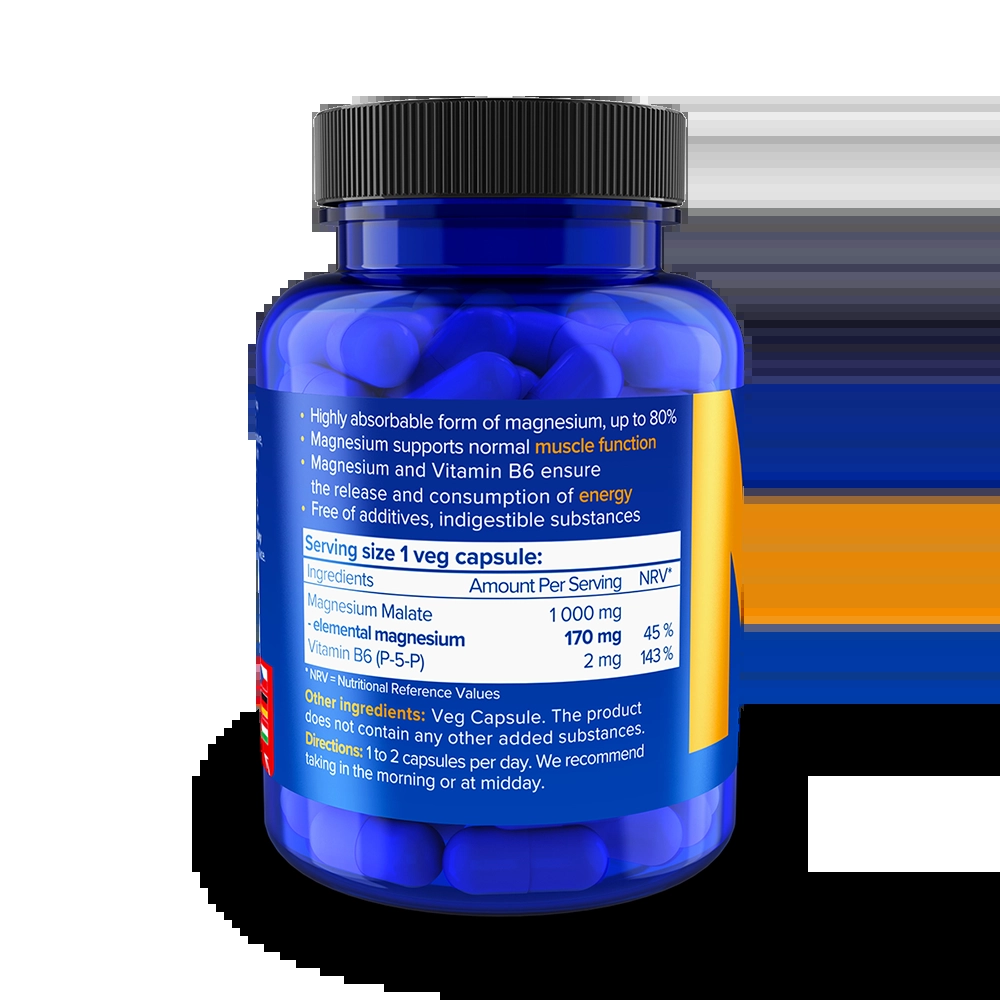 • Highly absorbable form of magnesium, up to 80%
• Magnesium supports normal muscle function
• Magnesium and Vitamin B6 ensure
the release and consumption of energy
• Free of additives, indigestible substances
Serving size 1 veg capsule:
Ingredients Amount Per Serving NRV*
Magnesium Malate 1 000 mg
- elemental magnesium 170 mg 45 %
Vitamin B6 (P-5-P) 2 mg 143 %
* NRV = Nutritional Reference Values
Other ingredients: Veg Capsule. The product
does not contain any other added substances.
Directions: 1 to 2 capsules per day. We recommend
taking in the morning or at midday.